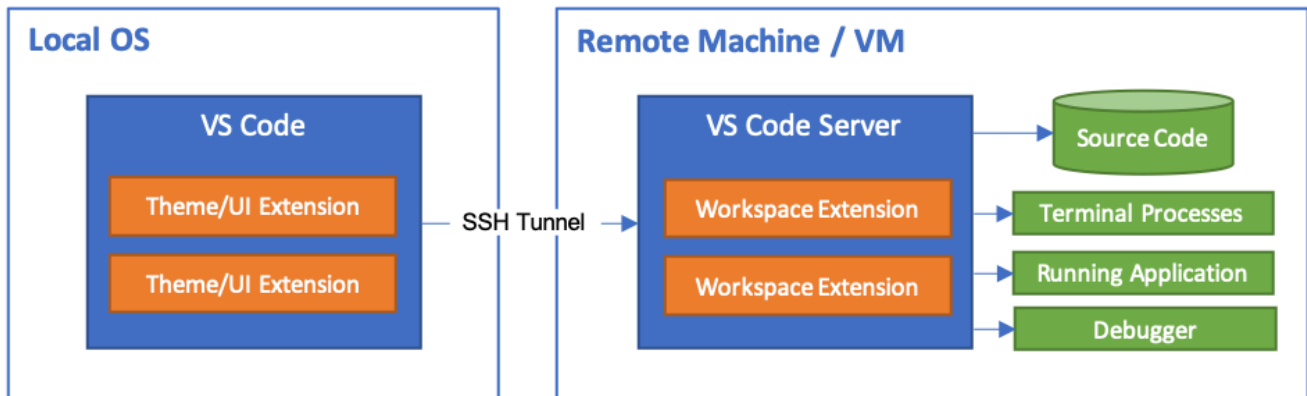 Local OS
VS Code
Theme/UI Extension
Theme/UI Extension
SSH Tunnel
Remote Machine / VM
VS Code Server
Workspace Extension
Workspace Extension
Source Code
Terminal Processes
Running Application
Debugger